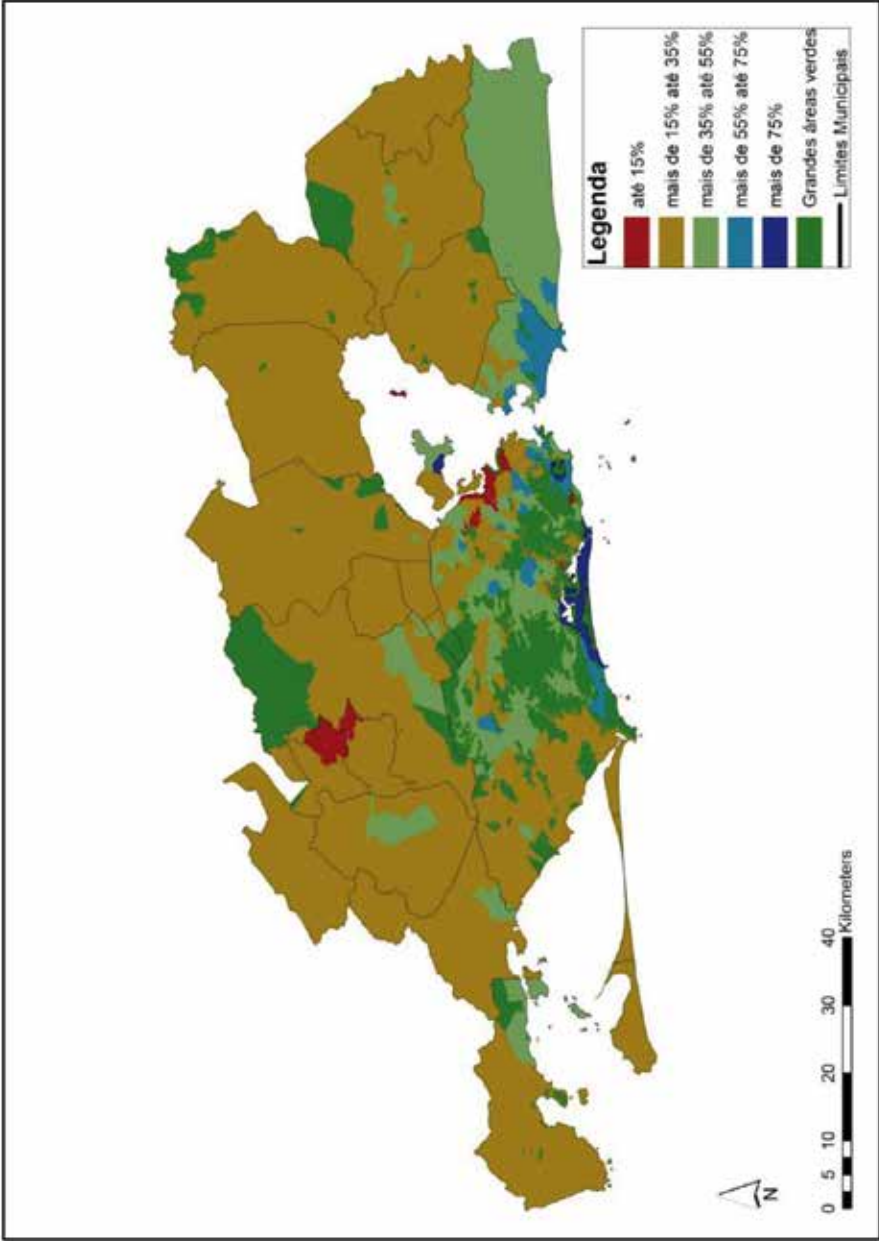 Legenda
até 15%
mais de 15% até 35%
mais de 35% até 55%
mais de 55% até 75%
mais de 75%
Grandes áreas verdes
Limites Municipais
N
0 5 10 20 30 40
Kilometers